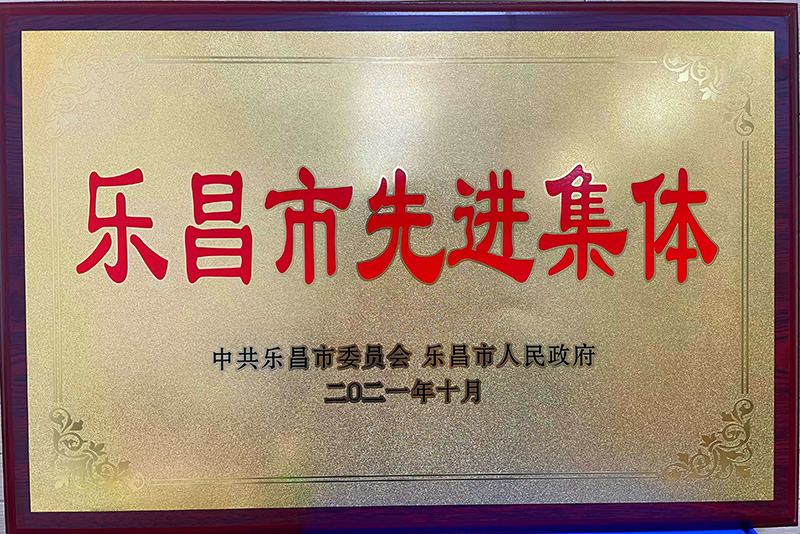 乐昌市先进集体
中共乐昌市委员会 乐昌市人民政府
二0二一年十月